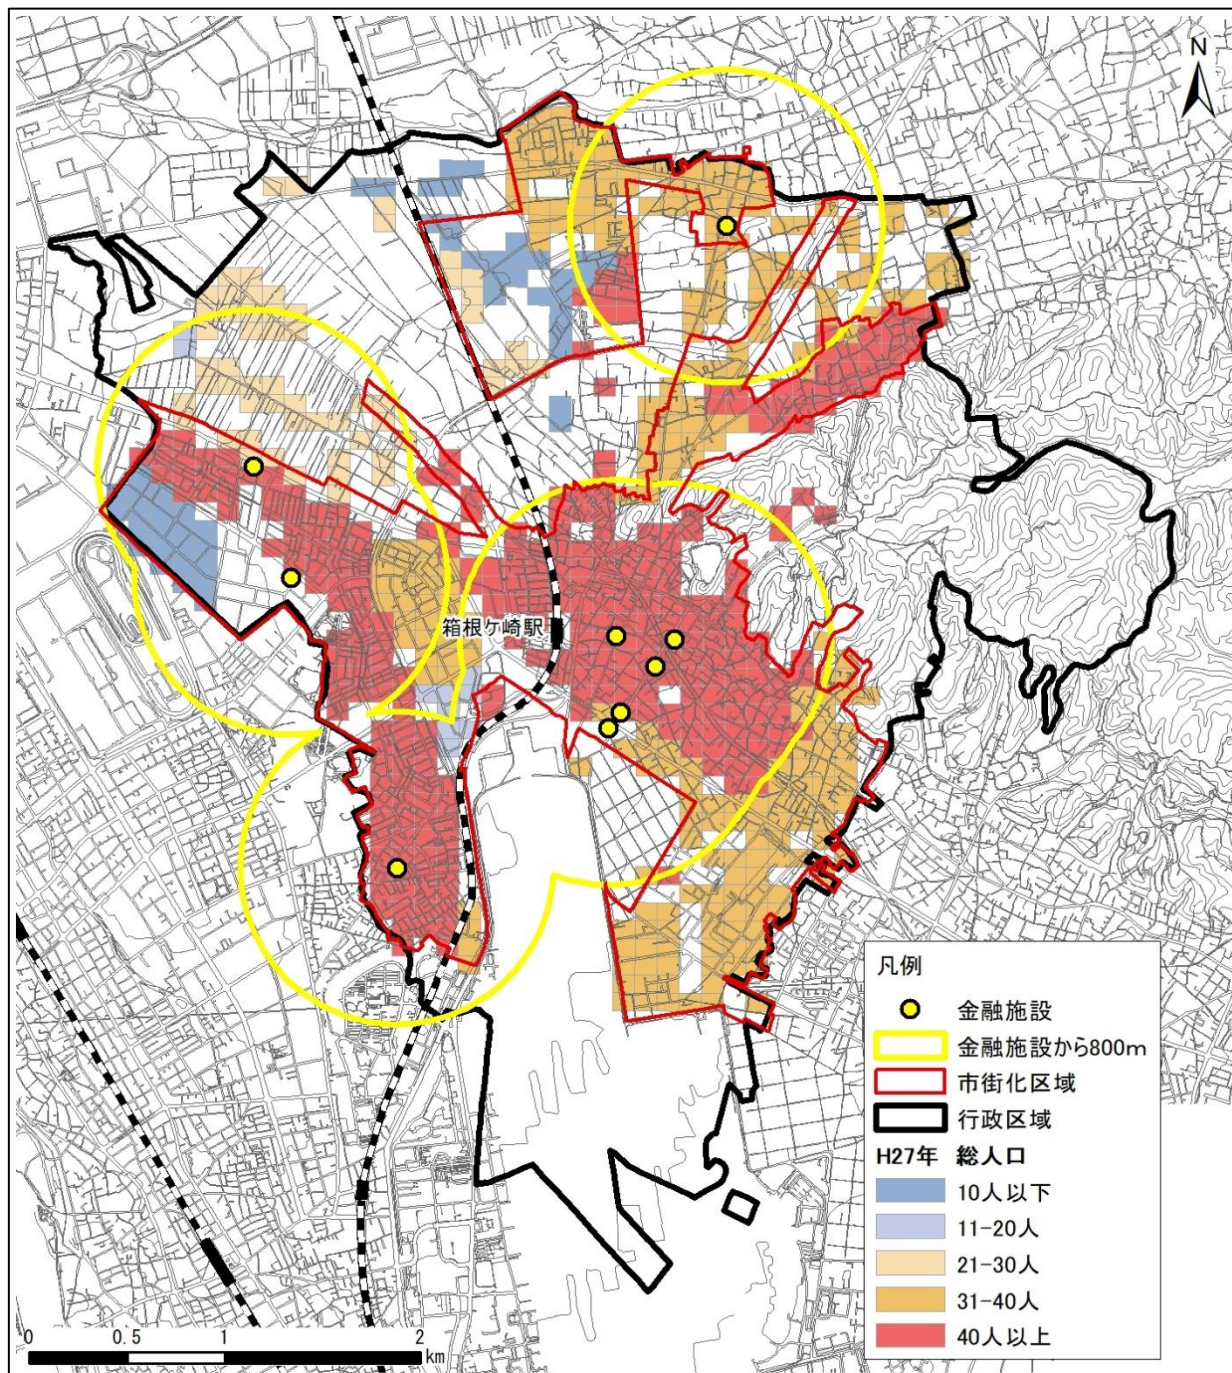 N
箱根ケ崎駅
凡例
金融施設
金融施設から800m
市街化区域
行政区域
H27年 総人口
10人以下
11-20人
21-30人
31-40人
40人以上
0 0.5 1 2
km